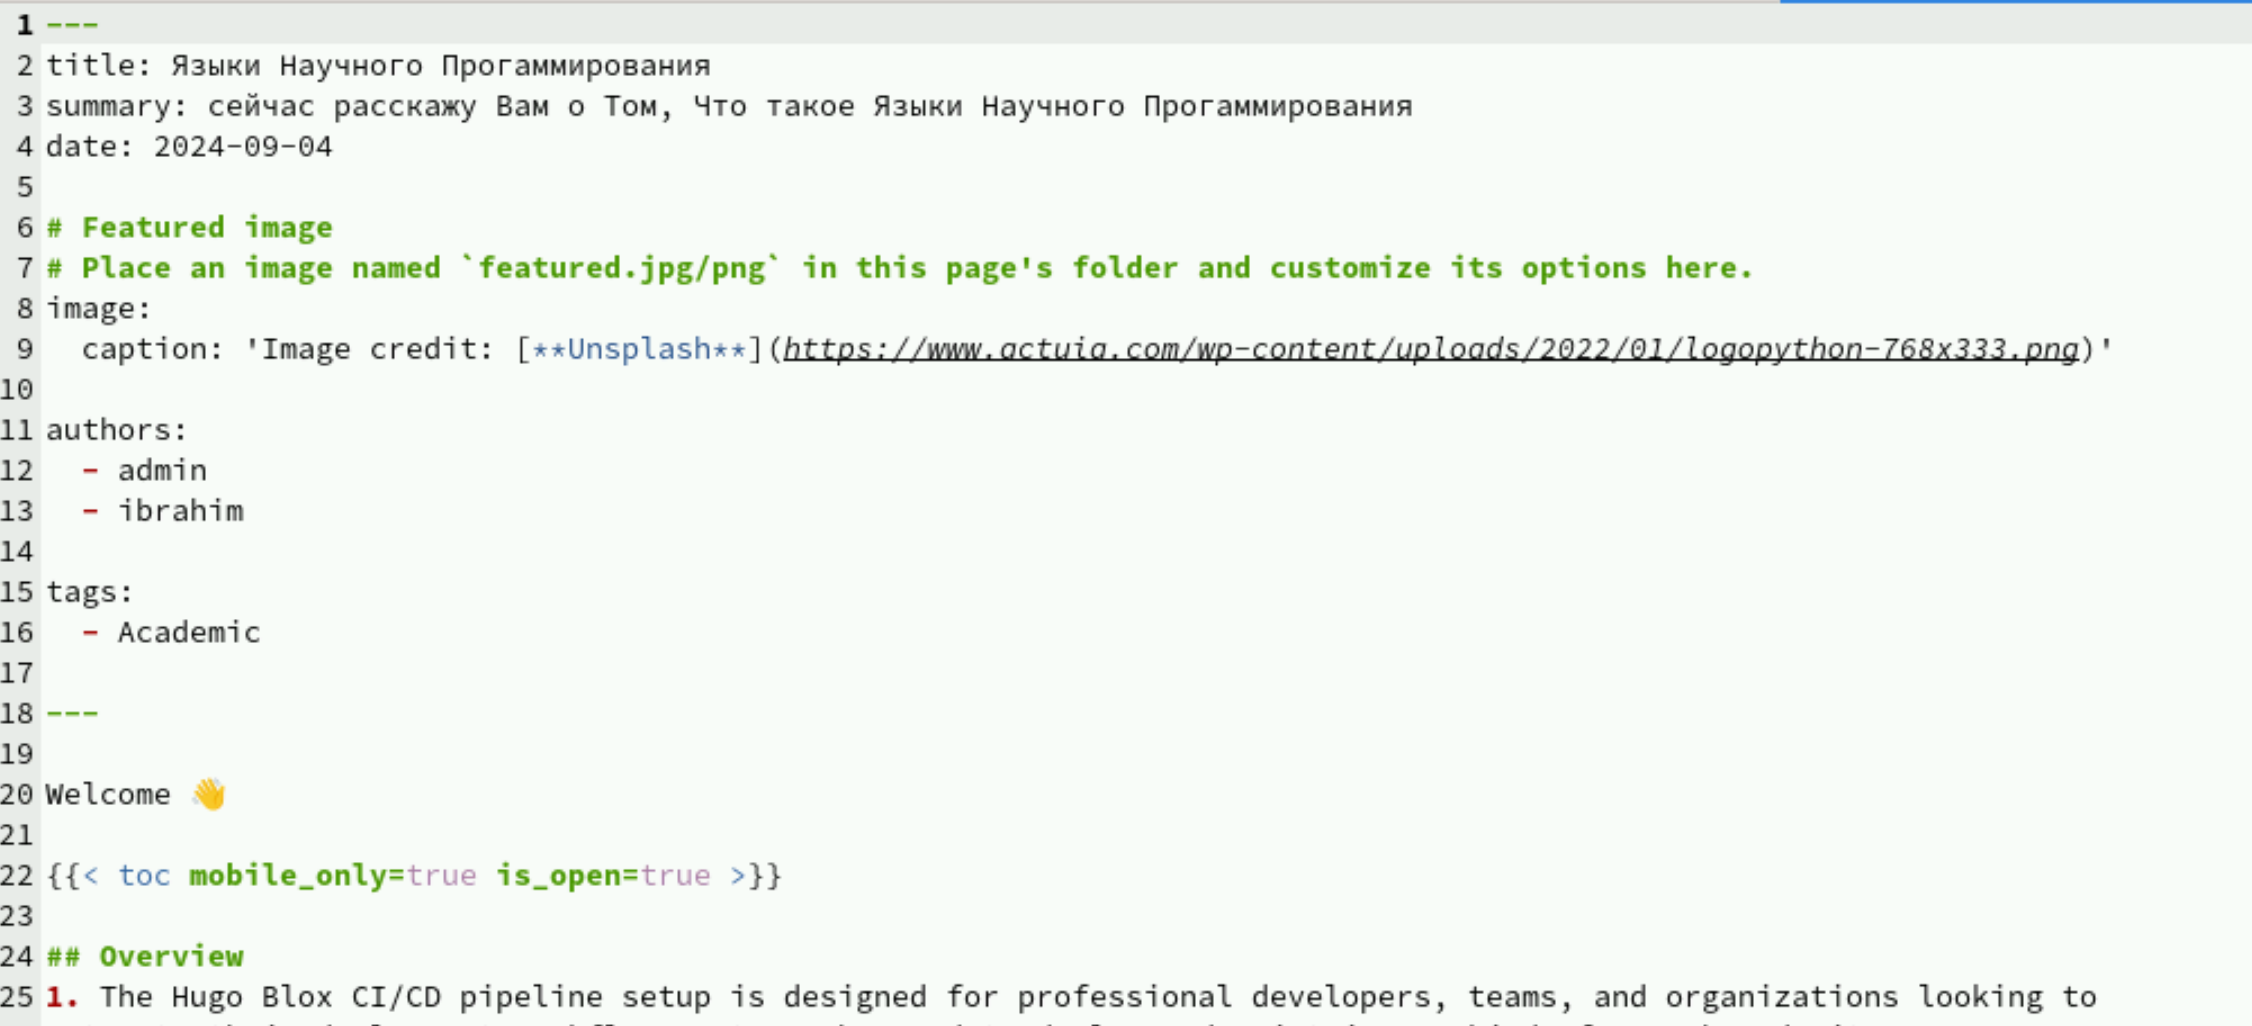 1 ---
2 title: Языки Научного Прогаммирования
3 summary: сейчас расскажу Вам о Том, Что такое Языки Научного Прогаммирования
4 date: 2024-09-04
5
6 # Featured image
7 # Place an image named `featured.jpg/png` in this page's folder and customize its options here.
8 image:
9   caption: 'Image credit: [**Unsplash**](https://www.actuia.com/wp-content/uploads/2022/01/logopython-768x333.png)'
10
11 authors:
12   - admin
13   - ibrahim
14
15 tags:
16   - Academic
17
18 ---
19
20 Welcome 👋
21
22 {{< toc mobile_only=true is_open=true >}}
23
24 ## Overview
25 1. The Hugo Blox CI/CD pipeline setup is designed for professional developers, teams, and organizations looking to